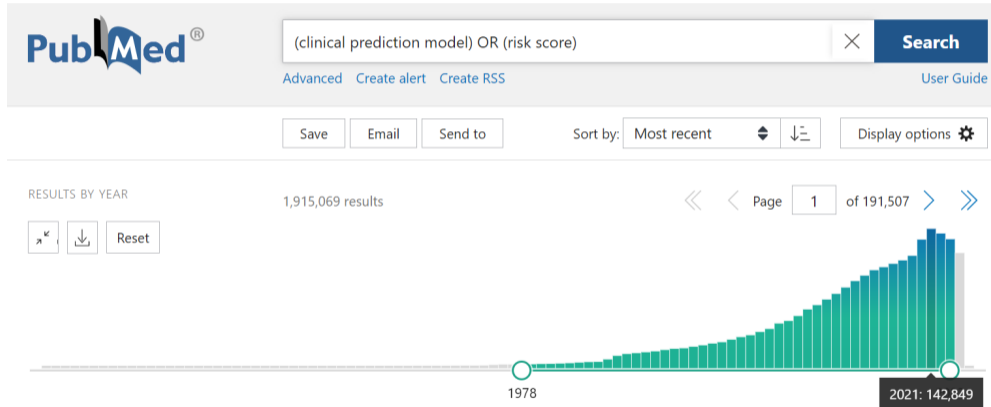 PubMed®
(clinical prediction model) OR (risk score)
Search
Advanced Create alert Create RSS
User Guide
Save Email Send to
Sort by: Most recent
Display options
RESULTS BY YEAR
1,915,069 results
Page 1 of 191,507
Reset
1978
2021: 142,849